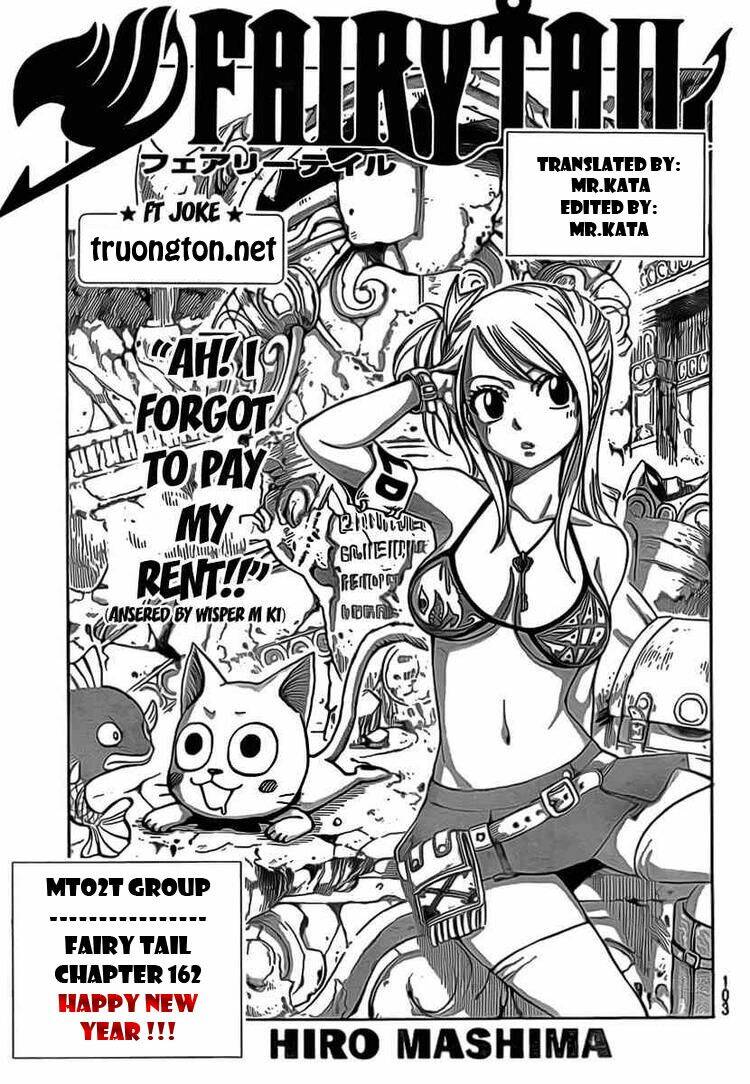 FAIRY TAIL
フェアリーテイル
TRANSLATED BY:
MR.KATA
EDITED BY:
MR.KATA
★ FT JOKE ★
truongton.net
"AH! I
FORGOT
TO PAY
MY
RENT!!"
(ANSERED BY WISPER M KI)
MTO2T GROUP
----------------
FAIRY TAIL
CHAPTER 162
HAPPY NEW
YEAR !!!
HIRO MASHIMA
103